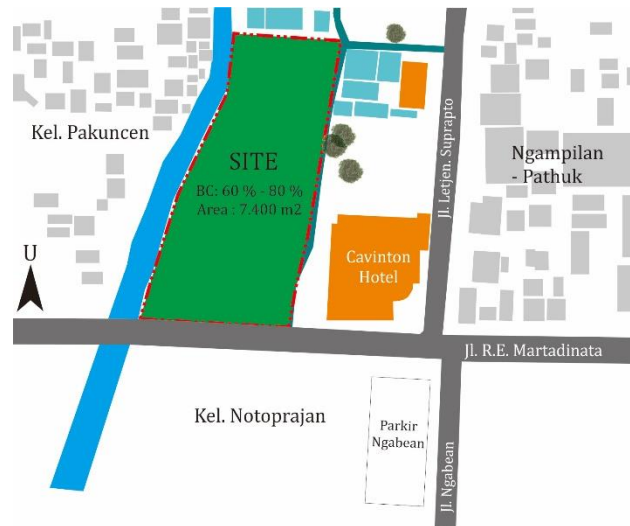 Kel. Pakuncen
SITE
BC: 60 % - 80 %
Area : 7.400 m2
Jl. Letjen. Suprapto
Ngampilan
- Pathuk
U
Cavinton
Hotel
Jl. R.E. Martadinata
Kel. Notoprajan
Parkir
Ngabean
Jl. Ngabean